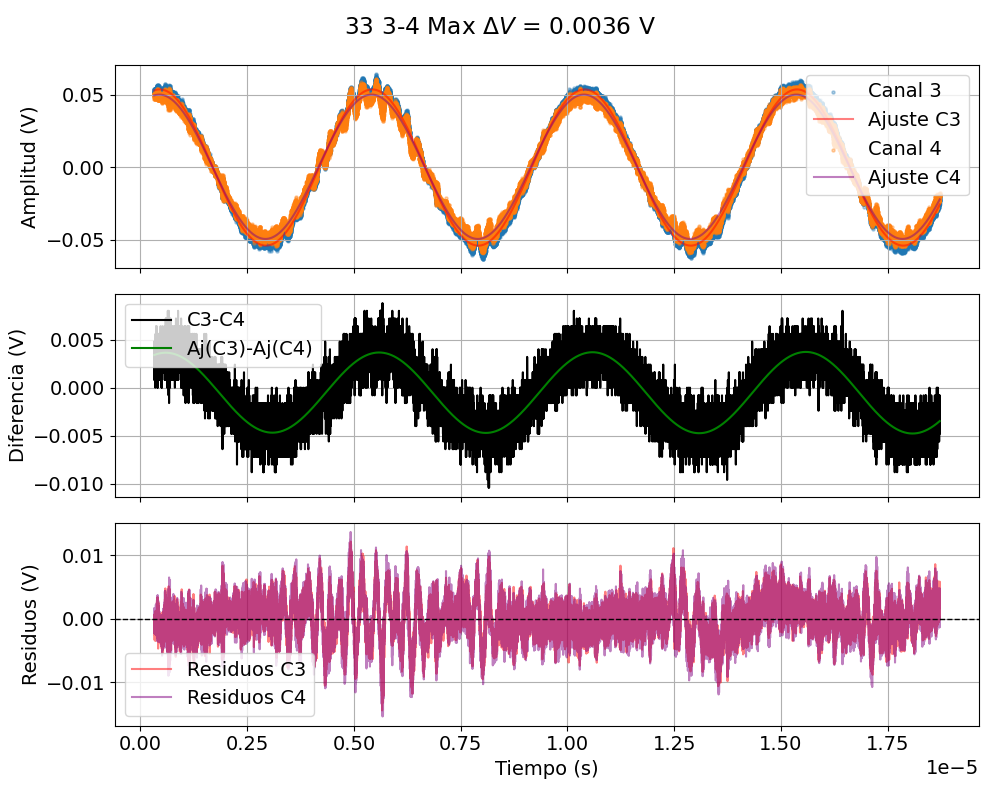 33 3-4 Max ΔV = 0.0036 V
Amplitud (V)
0.05
0.00
−0.05
Canal 3
Ajuste C3
Canal 4
Ajuste C4
Diferencia (V)
0.005
0.000
−0.005
−0.010
C3-C4
Aj(C3)-Aj(C4)
Residuos (V)
0.01
0.00
−0.01
Residuos C3
Residuos C4
0.00 0.25 0.50 0.75 1.00 1.25 1.50 1.75
Tiempo (s)
1e−5